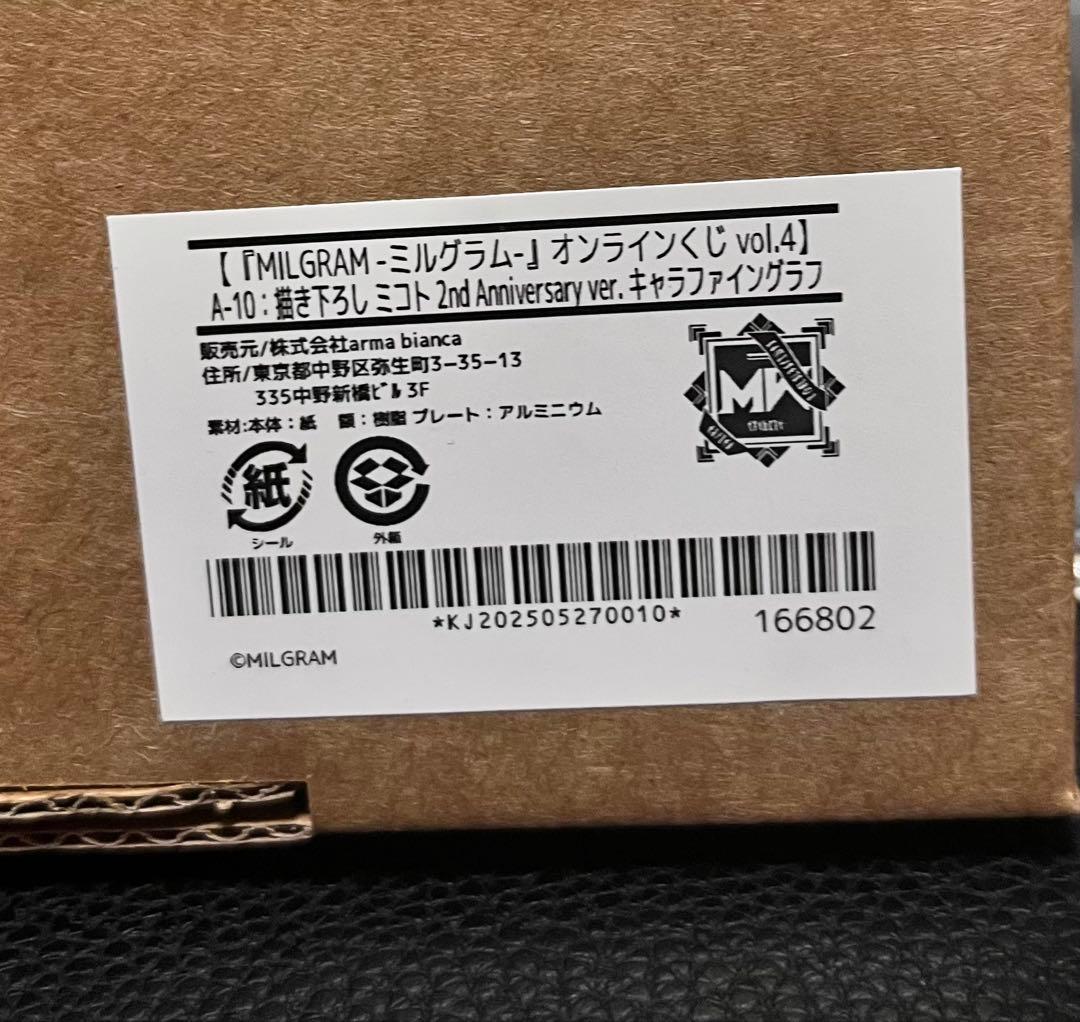 【『MILGRAM -ミルグラム-』オンラインくじ vol.4】
A-10：描き下ろし ミコト 2nd Anniversary ver. キャラファイングラフ
販売元/株式会社arma bianca
住所/東京都中野区弥生町3-35-13
335中野新橋ビル3F
素材:本体：紙　額：樹脂 プレート：アルミニウム
紙
シール
外箱
MK
*KJ202505270010*
166802
©MILGRAM